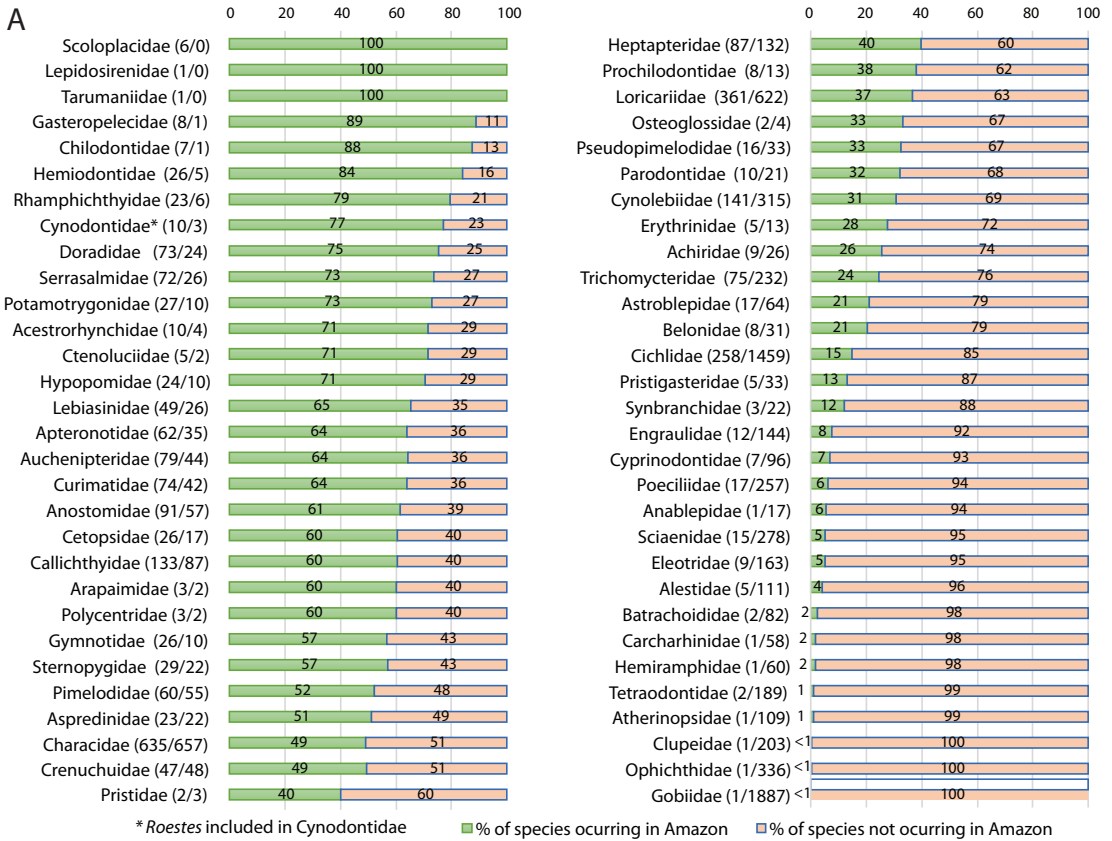 A
0 20 40 60 80 100
Scoloplacidae (6/0) 100
Lepidosirenidae (1/0) 100
Tarumaniidae (1/0) 100
Gasteropelecidae (8/1) 89 11
Chilodontidae (7/1) 88 13
Hemiodontidae (26/5) 84 16
Rhamphichthyidae (23/6) 79 21
Cynodontidae* (10/3) 77 23
Doradidae (73/24) 75 25
Serrasalmidae (72/26) 73 27
Potamotrygonidae (27/10) 73 27
Acestrorhynchidae (10/4) 71 29
Ctenoluciidae (5/2) 71 29
Hypopomidae (24/10) 71 29
Lebiasinidae (49/26) 65 35
Apteronotidae (62/35) 64 36
Auchenipteridae (79/44) 64 36
Curimatidae (74/42) 64 36
Anostomidae (91/57) 61 39
Cetopsidae (26/17) 60 40
Callichthyidae (133/87) 60 40
Arapaimidae (3/2) 60 40
Polycentridae (3/2) 60 40
Gymnotidae (26/10) 57 43
Sternopygidae (29/22) 57 43
Pimelodidae (60/55) 52 48
Aspredinidae (23/22) 51 49
Characidae (635/657) 49 51
Crenuchuidae (47/48) 49 51
Pristidae (2/3) 40 60
0 20 40 60 80 100
Heptapteridae (87/132) 40 60
Prochilodontidae (8/13) 38 62
Loricariidae (361/622) 37 63
Osteoglossidae (2/4) 33 67
Pseudopimelodidae (16/33) 33 67
Parodontidae (10/21) 32 68
Cynolebiidae (141/315) 31 69
Erythrinidae (5/13) 28 72
Achiridae (9/26) 26 74
Trichomycteridae (75/232) 24 76
Astroblepidae (17/64) 21 79
Belonidae (8/31) 21 79
Cichlidae (258/1459) 15 85
Pristigasteridae (5/33) 13 87
Synbranchidae (3/22) 12 88
Engraulidae (12/144) 8 92
Cyprinodontidae (7/96) 7 93
Poeciliidae (17/257) 6 94
Anablepidae (1/17) 6 94
Sciaenidae (15/278) 5 95
Eleotridae (9/163) 5 95
Alestidae (5/111) 4 96
Batrachoididae (2/82) 2 98
Carcharhinidae (1/58) 2 98
Hemiramphidae (1/60) 2 98
Tetraodontidae (2/189) 1 99
Atherinopsidae (1/109) 1 99
Clupeidae (1/203) <1 100
Ophichthidae (1/336) <1 100
Gobiidae (1/1887) <1 100
* Roestes included in Cynodontidae
% of species ocurring in Amazon
% of species not ocurring in Amazon